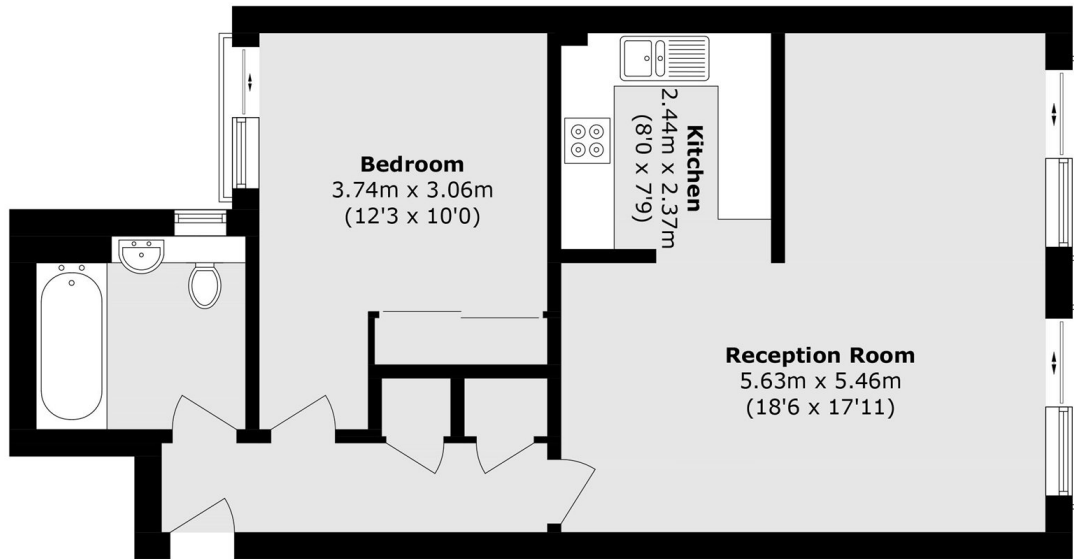 Bedroom
3.74m x 3.06m
(12'3 x 10'0)
Kitchen
2.44m x 2.37m
(8'0 x 7'9)
Reception Room
5.63m x 5.46m
(18'6 x 17'11)